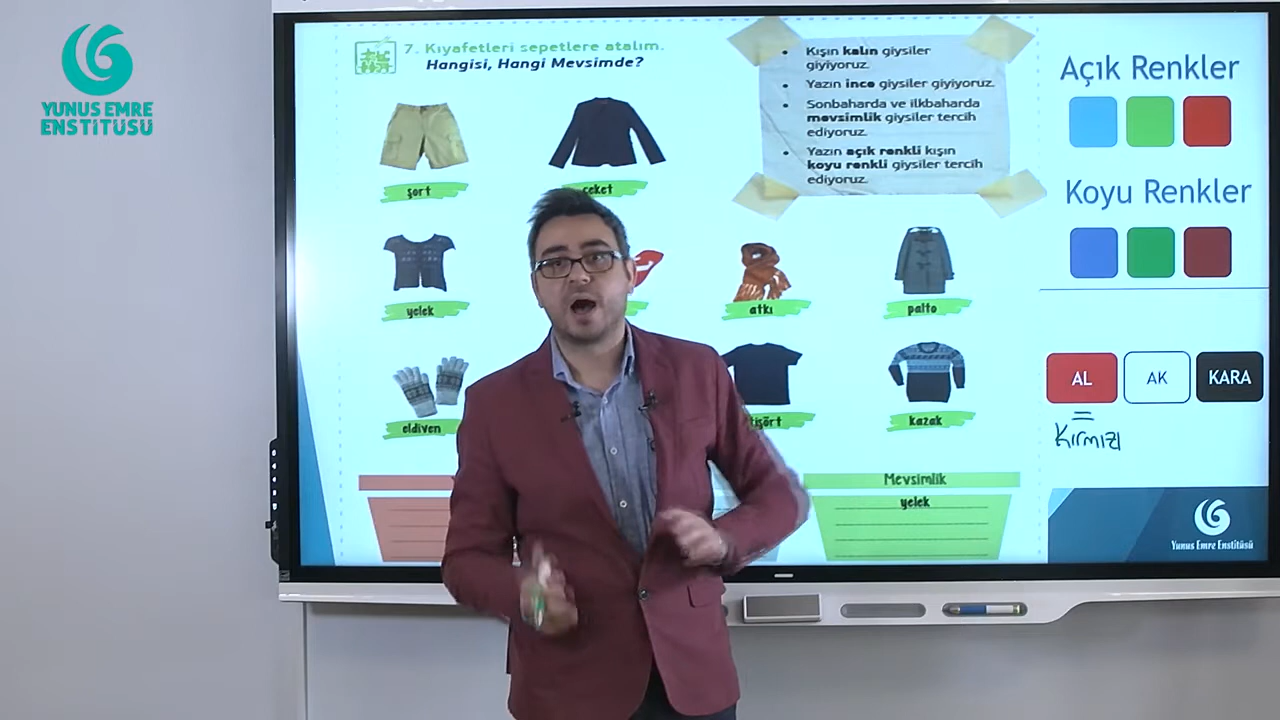 YUNUS EMRE
ENSTİTÜSÜ
7. Kıyafetleri sepetlere atalım.
Hangisi, Hangi Mevsimde?
• Kışın kalın giysiler
giyiyoruz.
• Yazın ince giysiler giyiyoruz.
• Sonbaharda ve ilkbaharda
mevsimlik giysiler tercih
ediyoruz.
• Yazın açık renkli kışın
koyu renkli giysiler tercih
ediyoruz.
Açık Renkler
Koyu Renkler
şort
ceket
yelek
atkı
palto
eldiven
tişört
kazak
AL
AK
KARA
=
Kırmızı
Mevsimlik
yelek
Yunus Emre Enstitüsü